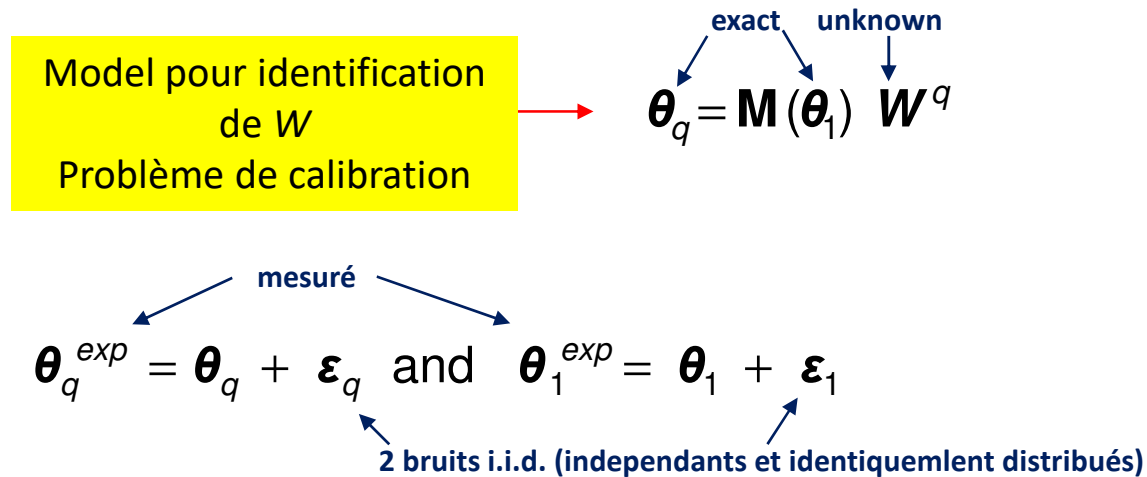 exact unknown
Model pour identification
de W
Problème de calibration
θq = M(θ1) W^q
mesuré
θq^exp = θq + εq and θ1^exp = θ1 + ε1
2 bruits i.i.d. (independants et identiquemlent distribués)